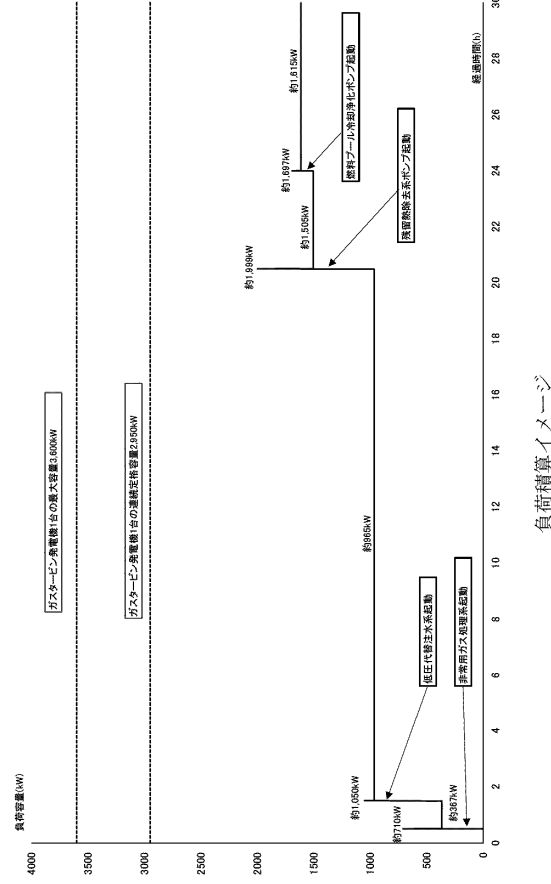 負荷容量(kW)
4000
3500
3000
2500
2000
1500
1000
500
0
ガスタービン発電機1台の最大容量3,600kW
ガスタービン発電機1台の連続定格容量2,950kW
約710kW
約367kW
約1,050kW
約965kW
約1,999kW
約1,505kW
約1,697kW
約1,615kW
低圧代替注水系起動
非常用ガス処理系起動
残留熱除去系ポンプ起動
燃料プール冷却浄化ポンプ起動
0 2 4 6 8 10 12 14 16 18 20 22 24 26 28 30
経過時間(h)
負荷積算イメージ